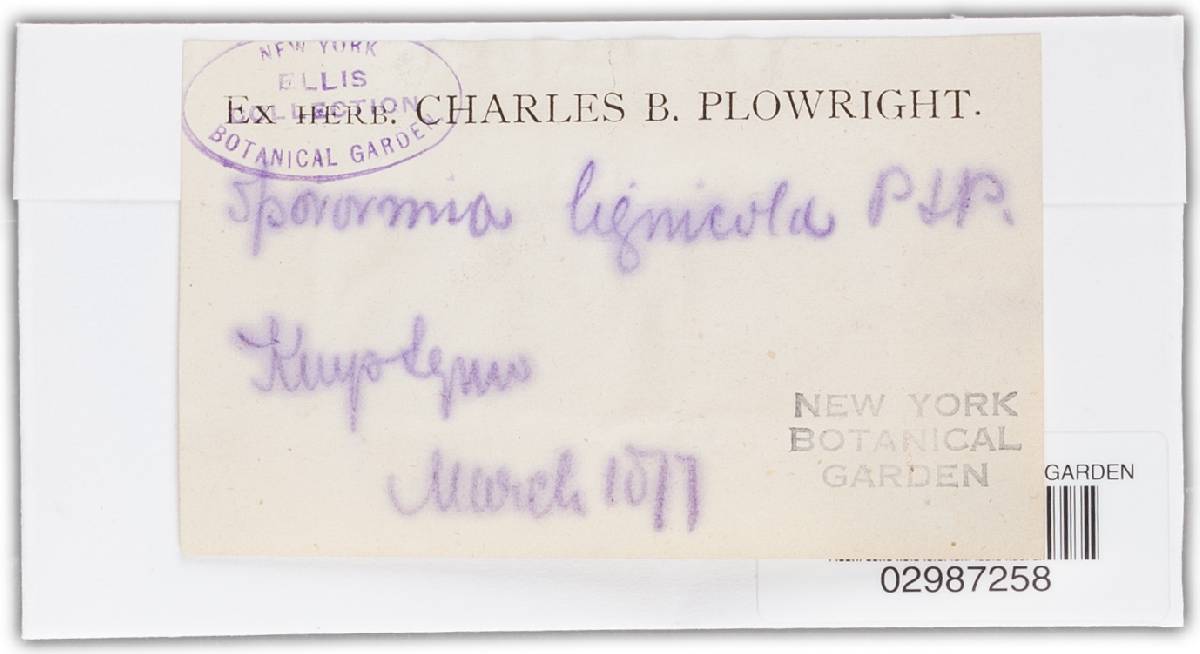 NEW YORK
ELLIS
COLLECTION
BOTANICAL GARDEN
Ex HERB. CHARLES B. PLOWRIGHT.
Sporormia lignicola P & P.
March 1877
NEW YORK
BOTANICAL
GARDEN
GARDEN
02987258